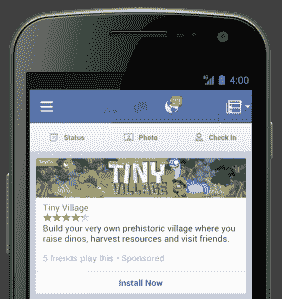 4:00
Status Photo Check In
TINY
VILLAGE
Tiny Village
Build your very own prehistoric village where you
raise dinos, harvest resources and visit friends.
5 friends play this • Sponsored
Install Now